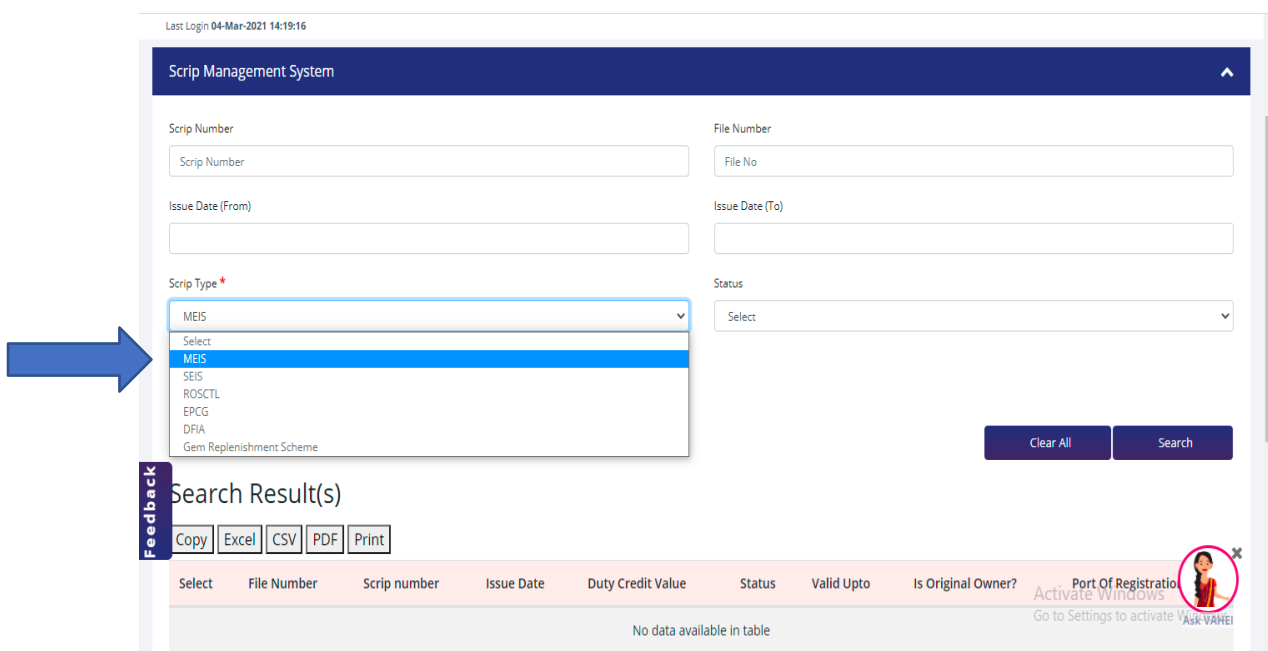 Last Login 04-Mar-2021 14:19:16
Scrip Management System
Scrip Number
File Number
Scrip Number
File No
Issue Date (From)
Issue Date (To)
Scrip Type *
Status
MEIS
Select
Select
MEIS
SEIS
ROSCTL
EPCG
DFIA
Gem Replenishment Scheme
Clear All
Search
Feedback
Search Result(s)
Copy Excel CSV PDF Print
Select File Number Scrip number Issue Date Duty Credit Value Status Valid Upto Is Original Owner? Port Of Registration
Activate Windows
Go to Settings to activate Windows.
Ask VAHEI
No data available in table